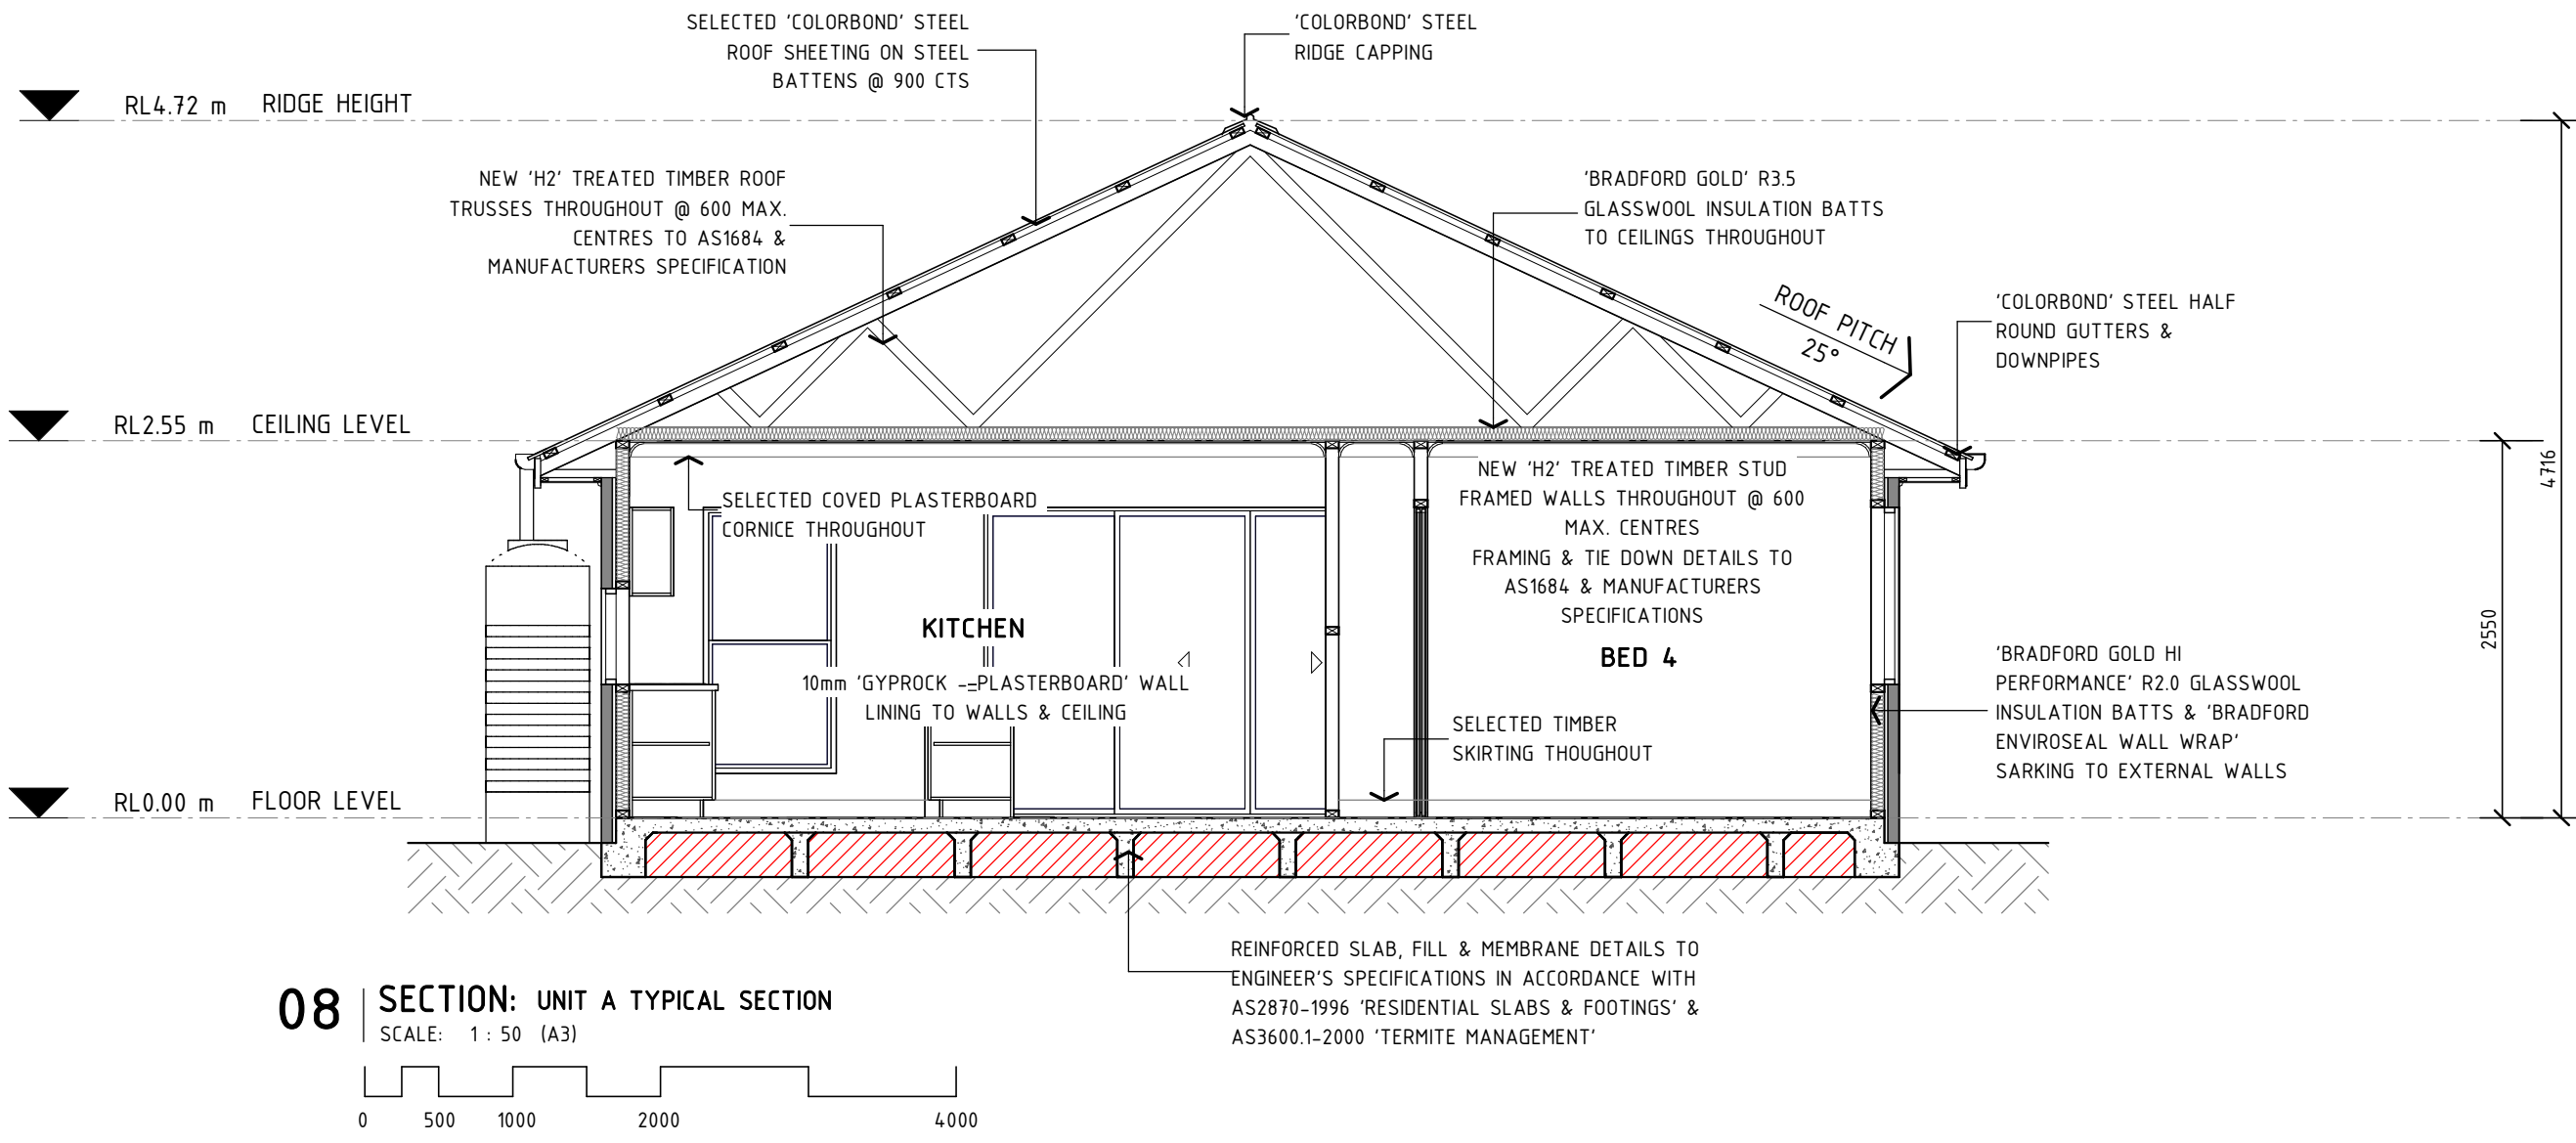 SELECTED 'COLORBOND' STEEL
ROOF SHEETING ON STEEL
BATTENS @ 900 CTS
'COLORBOND' STEEL
RIDGE CAPPING
RL4.72 m RIDGE HEIGHT
NEW 'H2' TREATED TIMBER ROOF
TRUSSES THROUGHOUT @ 600 MAX.
CENTRES TO AS1684 &
MANUFACTURERS SPECIFICATION
'BRADFORD GOLD' R3.5
GLASSWOOL INSULATION BATTS
TO CEILINGS THROUGHOUT
ROOF PITCH
25°
'COLORBOND' STEEL HALF
ROUND GUTTERS &
DOWNPIPES
RL2.55 m CEILING LEVEL
4716
SELECTED COVED PLASTERBOARD
CORNICE THROUGHOUT
NEW 'H2' TREATED TIMBER STUD
FRAMED WALLS THROUGHOUT @ 600
MAX. CENTRES
FRAMING & TIE DOWN DETAILS TO
AS1684 & MANUFACTURERS
SPECIFICATIONS
KITCHEN
BED 4
2550
10mm 'GYPROCK - PLASTERBOARD' WALL
LINING TO WALLS & CEILING
'BRADFORD GOLD HI
PERFORMANCE' R2.0 GLASSWOOL
INSULATION BATTS & 'BRADFORD
ENVIROSEAL WALL WRAP'
SARKING TO EXTERNAL WALLS
SELECTED TIMBER
SKIRTING THOUGHOUT
RL0.00 m FLOOR LEVEL
REINFORCED SLAB, FILL & MEMBRANE DETAILS TO
ENGINEER'S SPECIFICATIONS IN ACCORDANCE WITH
AS2870-1996 'RESIDENTIAL SLABS & FOOTINGS' &
AS3600.1-2000 'TERMITE MANAGEMENT'
08 SECTION: UNIT A TYPICAL SECTION
SCALE: 1 : 50 (A3)
0 500 1000 2000 4000